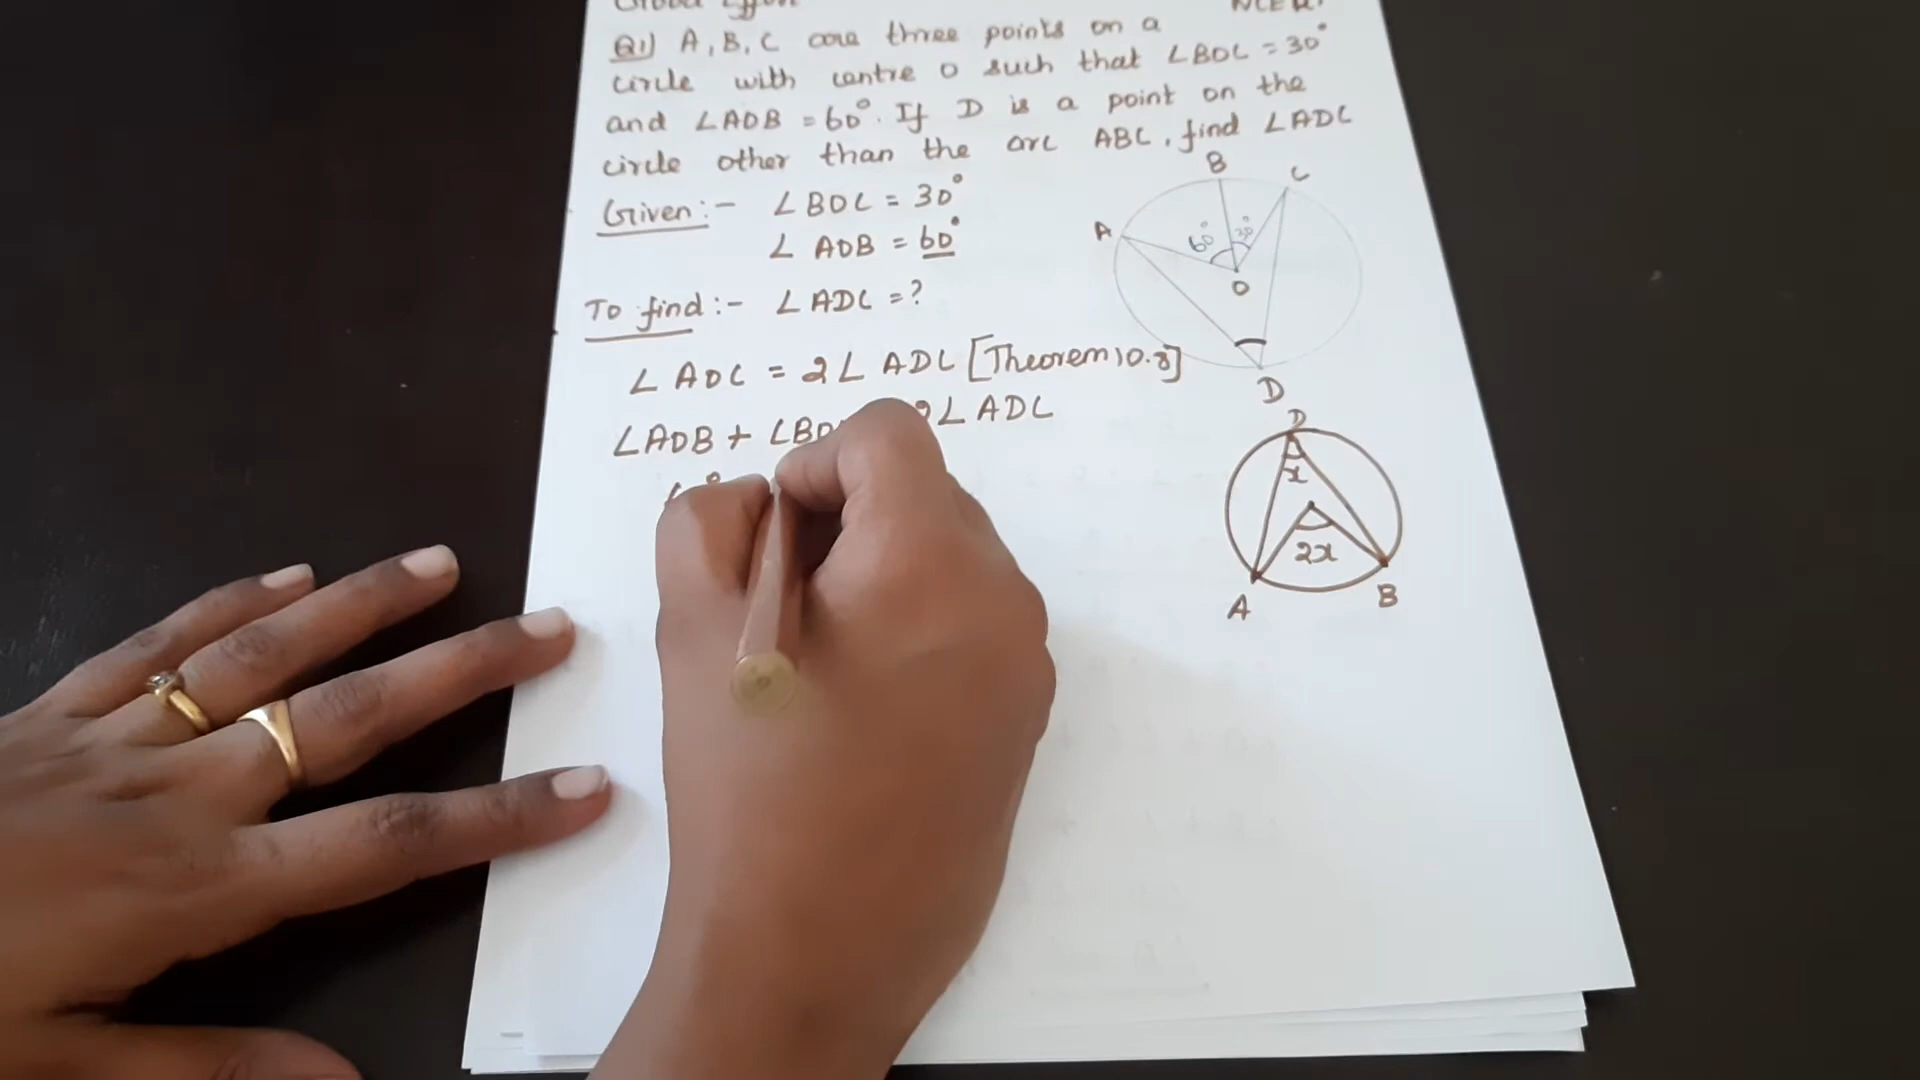 Q1) A, B, C are three points on a
circle with centre O such that ∠BOC = 30°
and ∠AOB = 60°. If D is a point on the
circle other than the arc ABC, find ∠ADC
Given:- ∠BOC = 30°
∠AOB = 60°
To find:- ∠ADC = ?
∠AOC = 2∠ADC [Theorem 10.8]
∠AOB + ∠BO 2∠ADC
B
C
A
60°
30°
O
D
D
x
2x
A
B